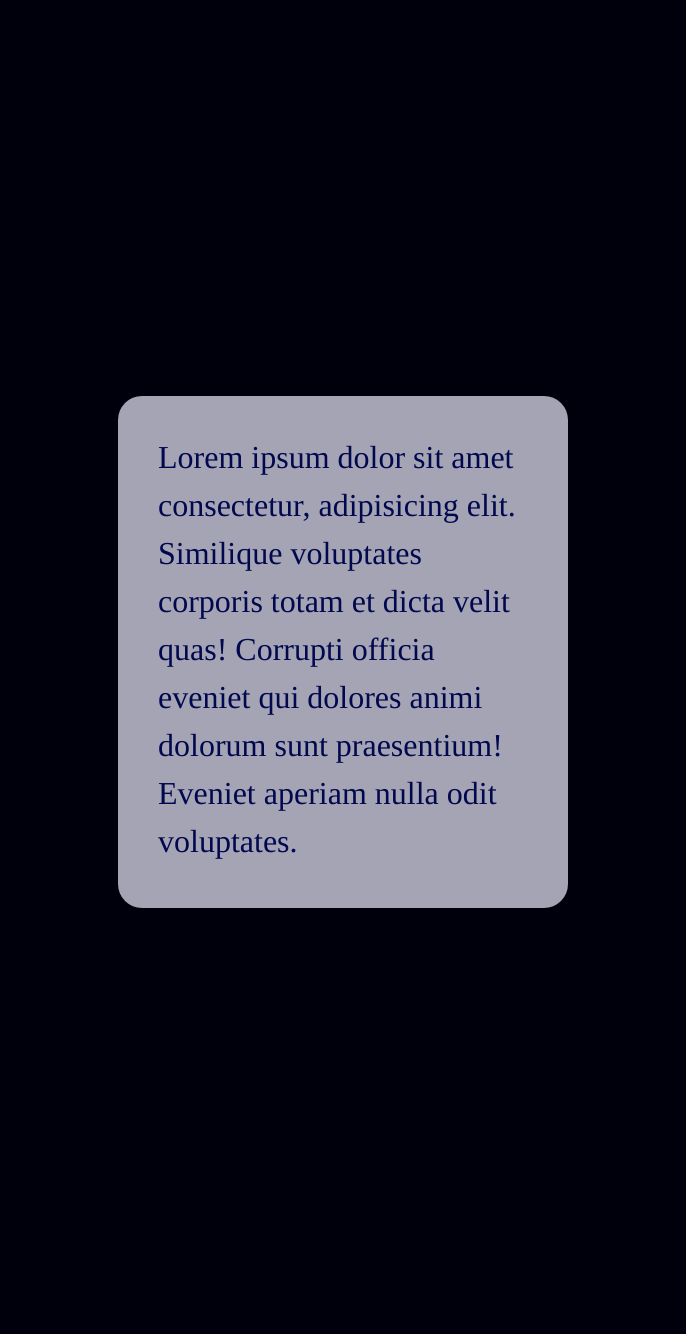 Lorem ipsum dolor sit amet
consectetur, adipisicing elit.
Similique voluptates
corporis totam et dicta velit
quas! Corrupti officia
eveniet qui dolores animi
dolorum sunt praesentium!
Eveniet aperiam nulla odit
voluptates.